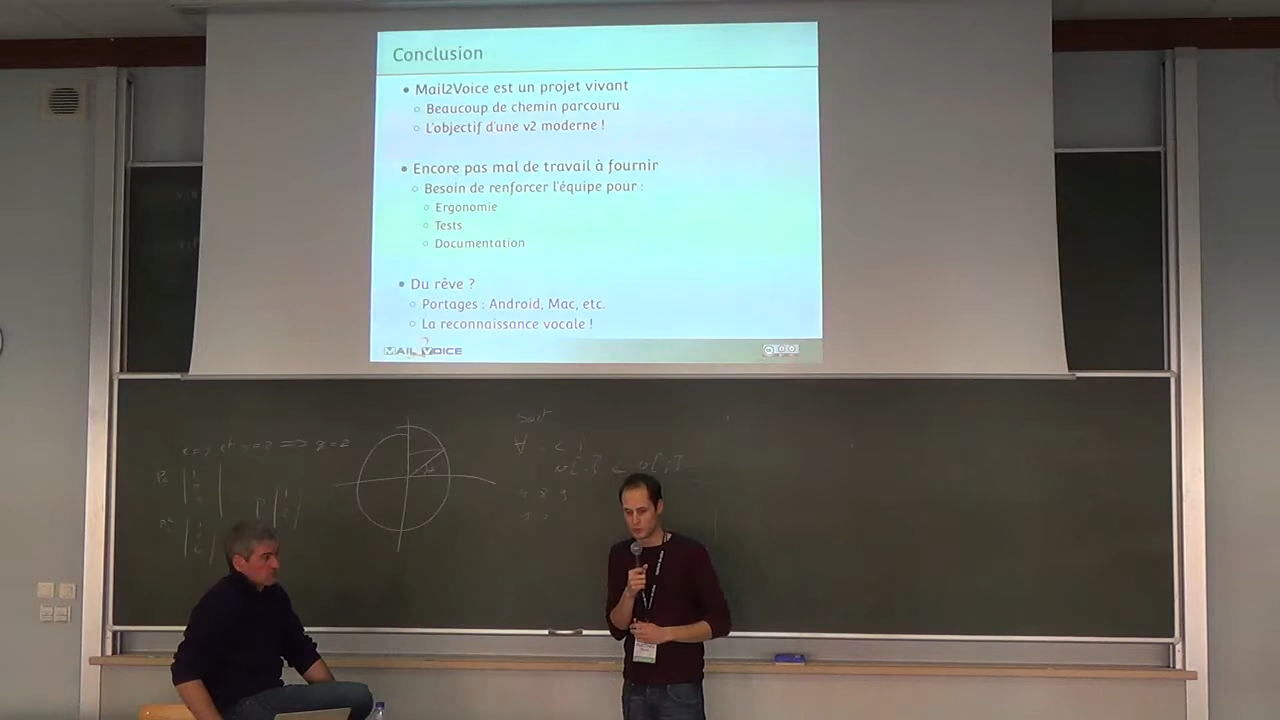 Conclusion
Mail2Voice est un projet vivant
Beaucoup de chemin parcouru
L'objectif d'une v2 moderne !
Encore pas mal de travail à fournir
Besoin de renforcer l'équipe pour :
Ergonomie
Tests
Documentation
Du rêve ?
Portages : Android, Mac, etc.
La reconnaissance vocale !
MAIL2VOICE